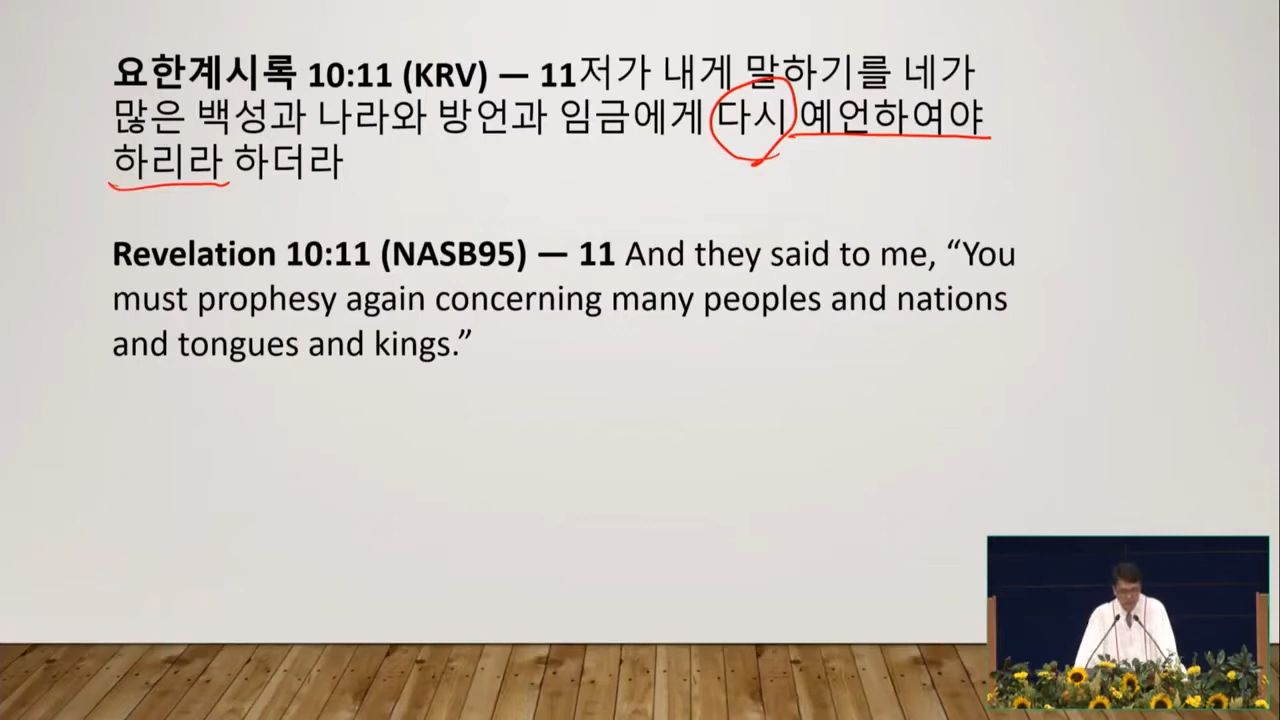 요한계시록 10:11 (KRV) — 11저가 내게 말하기를 네가
많은 백성과 나라와 방언과 임금에게 다시 예언하여야
하리라 하더라
Revelation 10:11 (NASB95) — 11 And they said to me, “You
must prophesy again concerning many peoples and nations
and tongues and kings.”